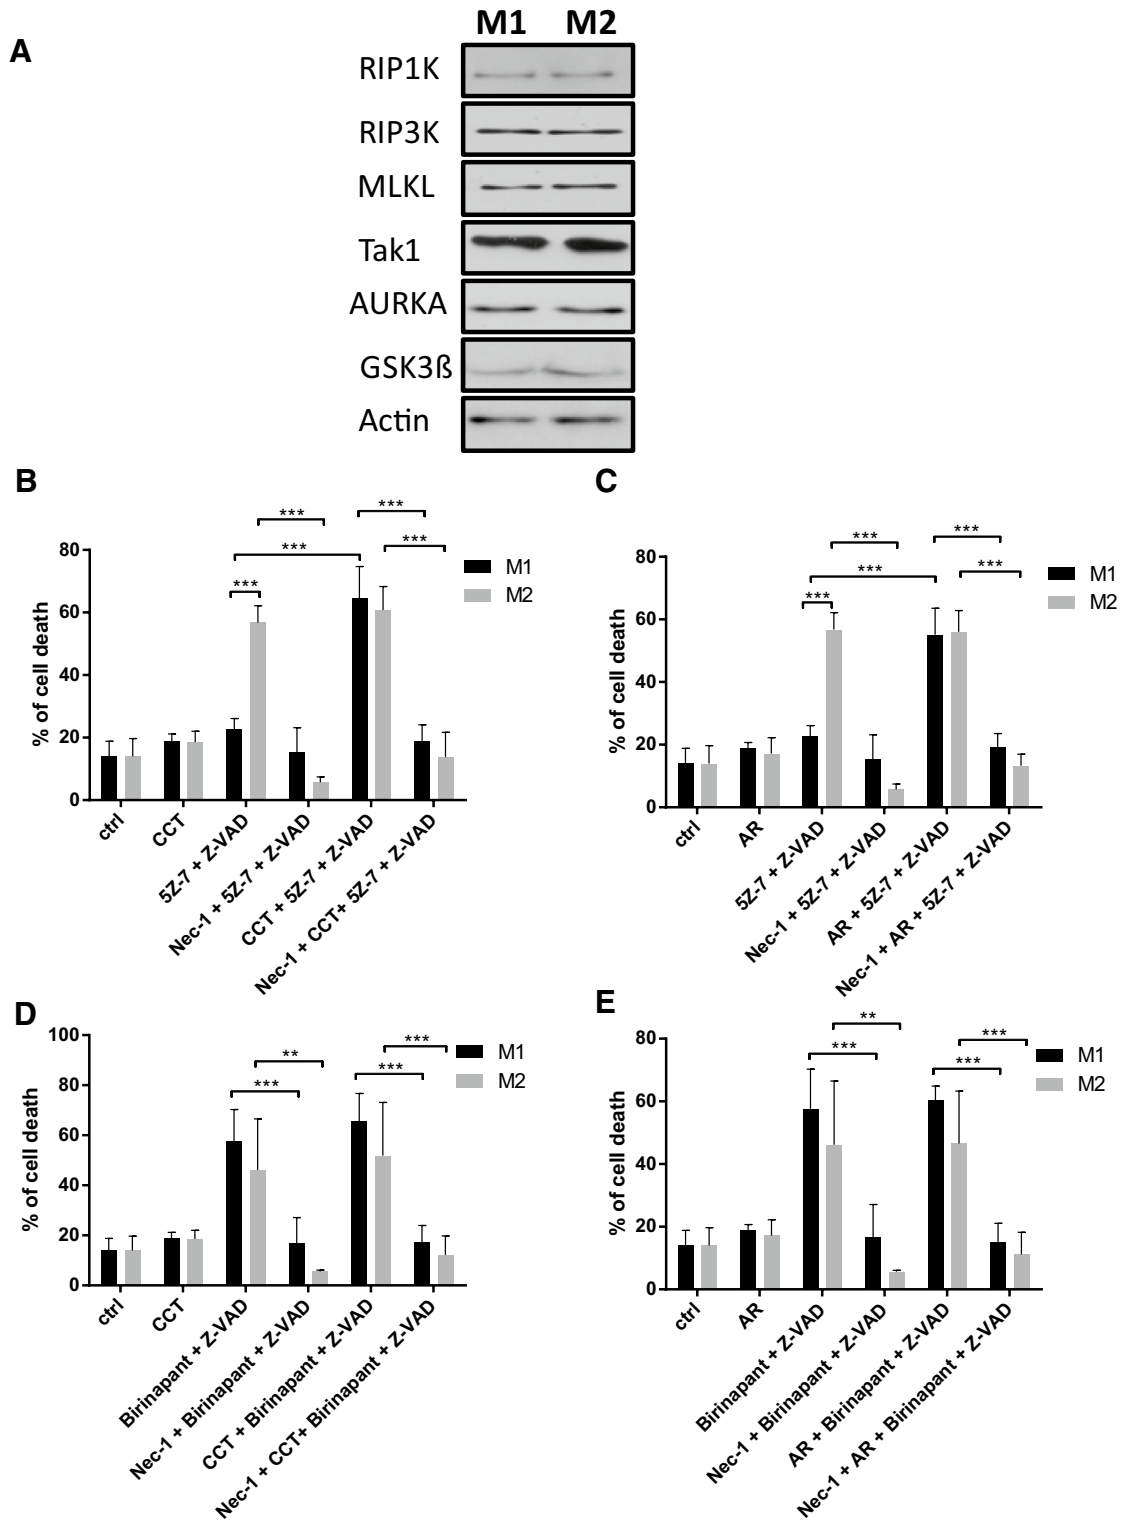 A
M1 M2
RIP1K
RIP3K
MLKL
Tak1
AURKA
GSK3ß
Actin
B
% of cell death
80
60
40
20
0
***
***
***
***
***
M1
M2
ctrl
CCT
5Z-7 + Z-VAD
Nec-1 + 5Z-7 + Z-VAD
CCT + 5Z-7 + Z-VAD
Nec-1 + CCT+ 5Z-7 + Z-VAD
C
% of cell death
80
60
40
20
0
***
***
***
***
***
M1
M2
ctrl
AR
5Z-7 + Z-VAD
Nec-1 + 5Z-7 + Z-VAD
AR + 5Z-7 + Z-VAD
Nec-1 + AR + 5Z-7 + Z-VAD
D
% of cell death
100
80
60
40
20
0
***
**
***
***
M1
M2
ctrl
CCT
Birinapant + Z-VAD
Nec-1 + Birinapant + Z-VAD
CCT + Birinapant + Z-VAD
Nec-1 + CCT+ Birinapant + Z-VAD
E
% of cell death
80
60
40
20
0
**
***
***
***
M1
M2
ctrl
AR
Birinapant + Z-VAD
Nec-1 + Birinapant + Z-VAD
AR + Birinapant + Z-VAD
Nec-1 + AR + Birinapant + Z-VAD